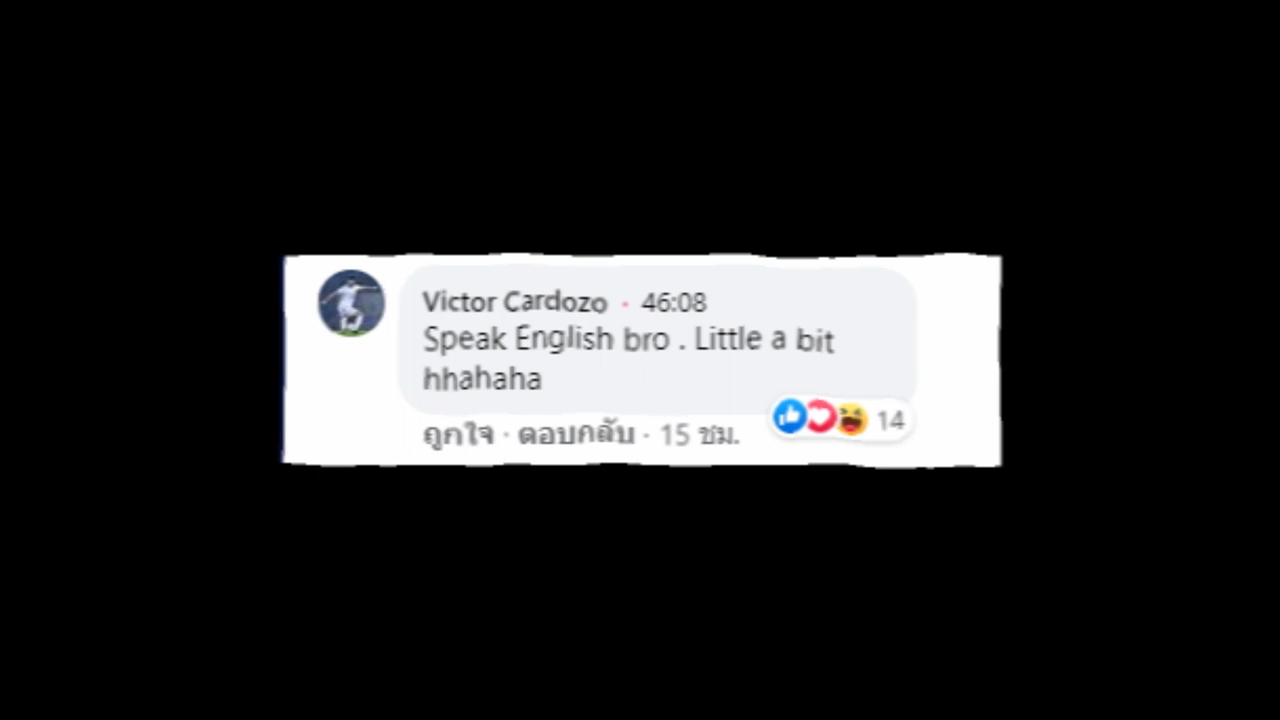 Victor Cardozo · 46:08
Speak English bro . Little a bit
hhahaha
ถูกใจ · ตอบกลับ · 15 ชม.
14